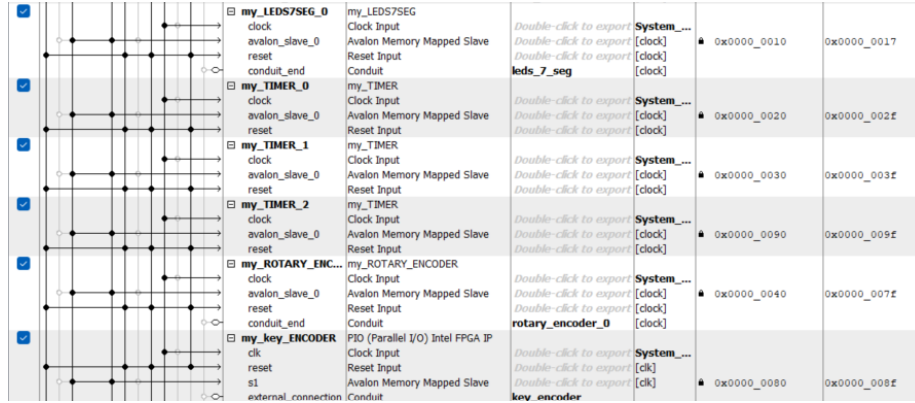 my_LEDS7SEG_0 my_LEDS7SEG
clock Clock Input Double-click to export System_...
avalon_slave_0 Avalon Memory Mapped Slave Double-click to export [clock] 0x0000_0010 0x0000_0017
reset Reset Input Double-click to export [clock]
conduit_end Conduit leds_7_seg [clock]
my_TIMER_0 my_TIMER
clock Clock Input Double-click to export System_...
avalon_slave_0 Avalon Memory Mapped Slave Double-click to export [clock] 0x0000_0020 0x0000_002f
reset Reset Input Double-click to export [clock]
my_TIMER_1 my_TIMER
clock Clock Input Double-click to export System_...
avalon_slave_0 Avalon Memory Mapped Slave Double-click to export [clock] 0x0000_0030 0x0000_003f
reset Reset Input Double-click to export [clock]
my_TIMER_2 my_TIMER
clock Clock Input Double-click to export System_...
avalon_slave_0 Avalon Memory Mapped Slave Double-click to export [clock] 0x0000_0090 0x0000_009f
reset Reset Input Double-click to export [clock]
my_ROTARY_ENC... my_ROTARY_ENCODER
clock Clock Input Double-click to export System_...
avalon_slave_0 Avalon Memory Mapped Slave Double-click to export [clock] 0x0000_0040 0x0000_007f
reset Reset Input Double-click to export [clock]
conduit_end Conduit rotary_encoder_0 [clock]
my_key_ENCODER PIO (Parallel I/O) Intel FPGA IP
clk Clock Input Double-click to export System_...
reset Reset Input Double-click to export [clk]
s1 Avalon Memory Mapped Slave Double-click to export [clk] 0x0000_0080 0x0000_008f
external_connection Conduit key_encoder